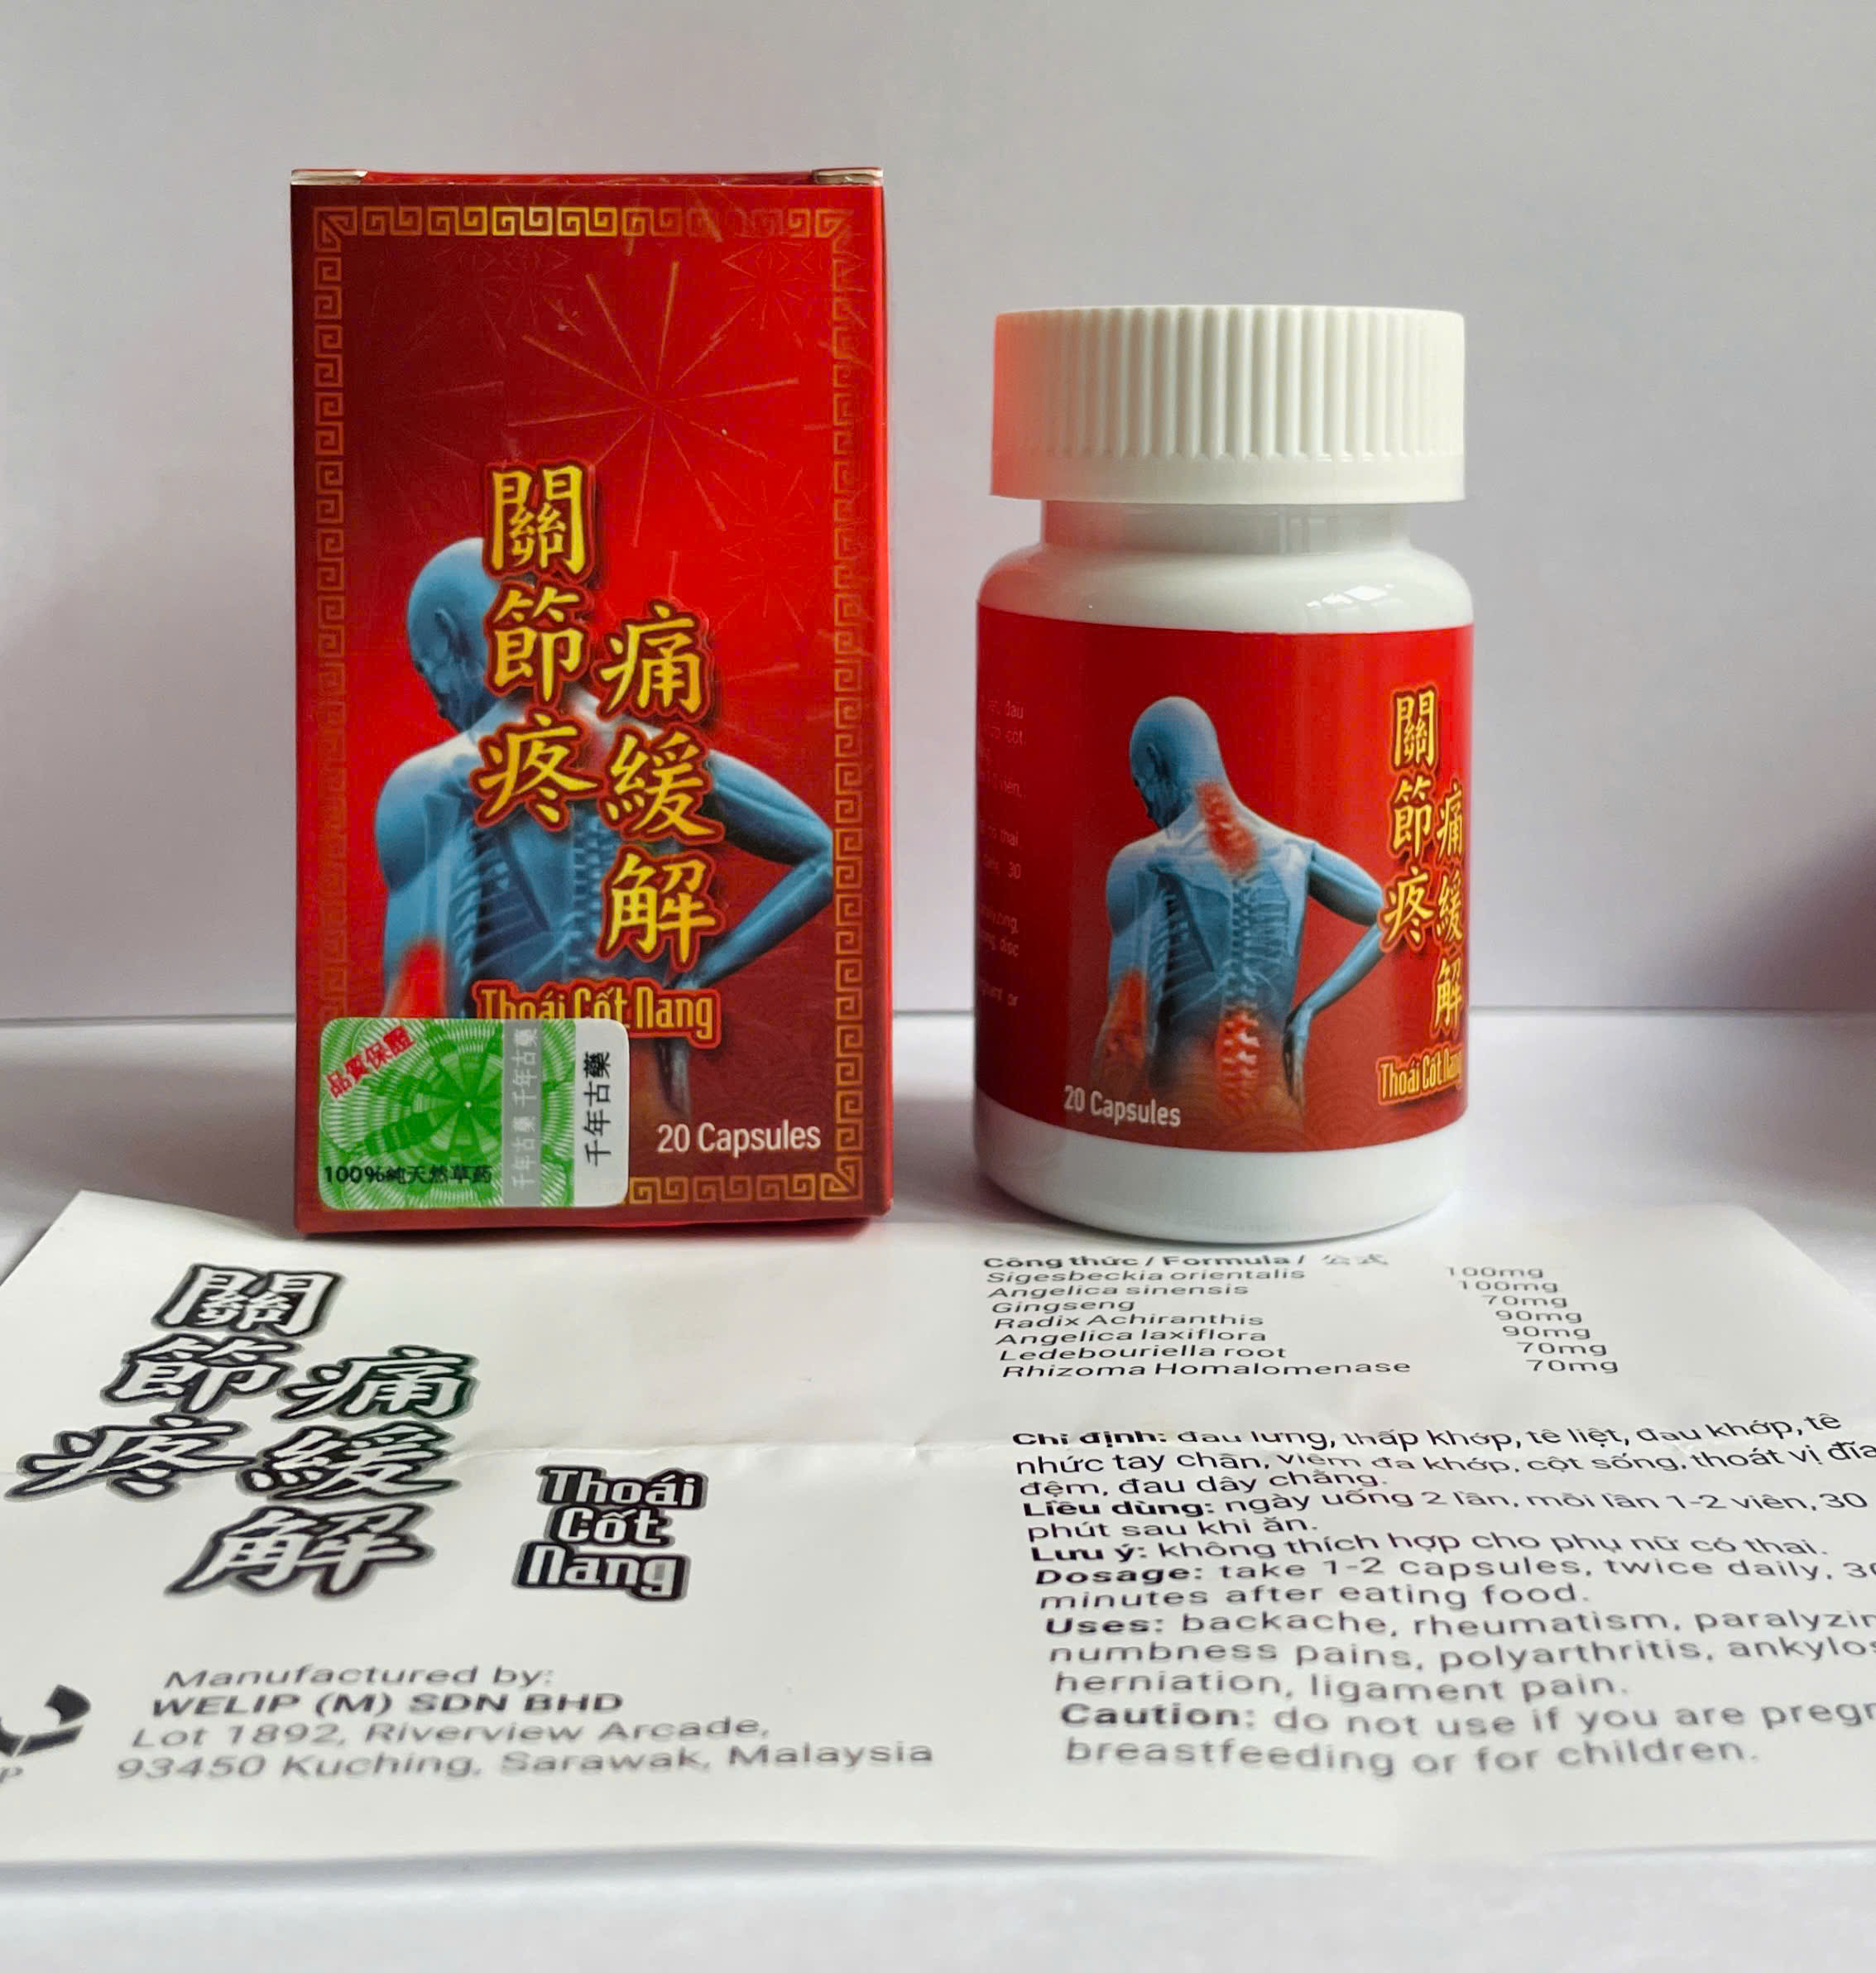 關節疼
痛緩解
Thoái Cốt Nang
品質保證
100%純天然草药
千年古藥 千年古藥
千年古藥
20 Capsules
關節疼
痛緩解
Thoái Cốt Nang
20 Capsules
關節疼
痛緩解
Thoái
Cốt
Nang
Manufactured by:
WELIP (M) SDN BHD
Lot 1892, Riverview Arcade,
93450 Kuching, Sarawak, Malaysia
Công thức / Formula / 公式
Sigesbeckia orientalis 100mg
Angelica sinensis 100mg
Gingseng 70mg
Radix Achiranthis 90mg
Angelica laxiflora 90mg
Ledebouriella root 70mg
Rhizoma Homalomenase 70mg
Chỉ định: đau lưng, thấp khớp, tê liệt, đau khớp, tê
nhức tay chân, viêm đa khớp, cột sống, thoát vị đĩa
đệm, đau dây chằng.
Liều dùng: ngày uống 2 lần, mỗi lần 1-2 viên, 30
phút sau khi ăn.
Lưu ý: không thích hợp cho phụ nữ có thai.
Dosage: take 1-2 capsules, twice daily, 30
minutes after eating food.
Uses: backache, rheumatism,
numbness pains, polyarthritis,
herniation, ligament pain.
Caution: do not use if you are
breastfeeding or for children.